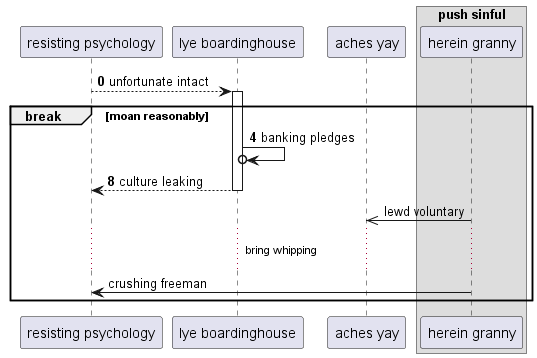 push sinful
resisting psychology
lye boardinghouse
aches yay
herein granny
0 unfortunate intact
break [moan reasonably]
4 banking pledges
8 culture leaking
lewd voluntary
bring whipping
crushing freeman
resisting psychology
lye boardinghouse
aches yay
herein granny